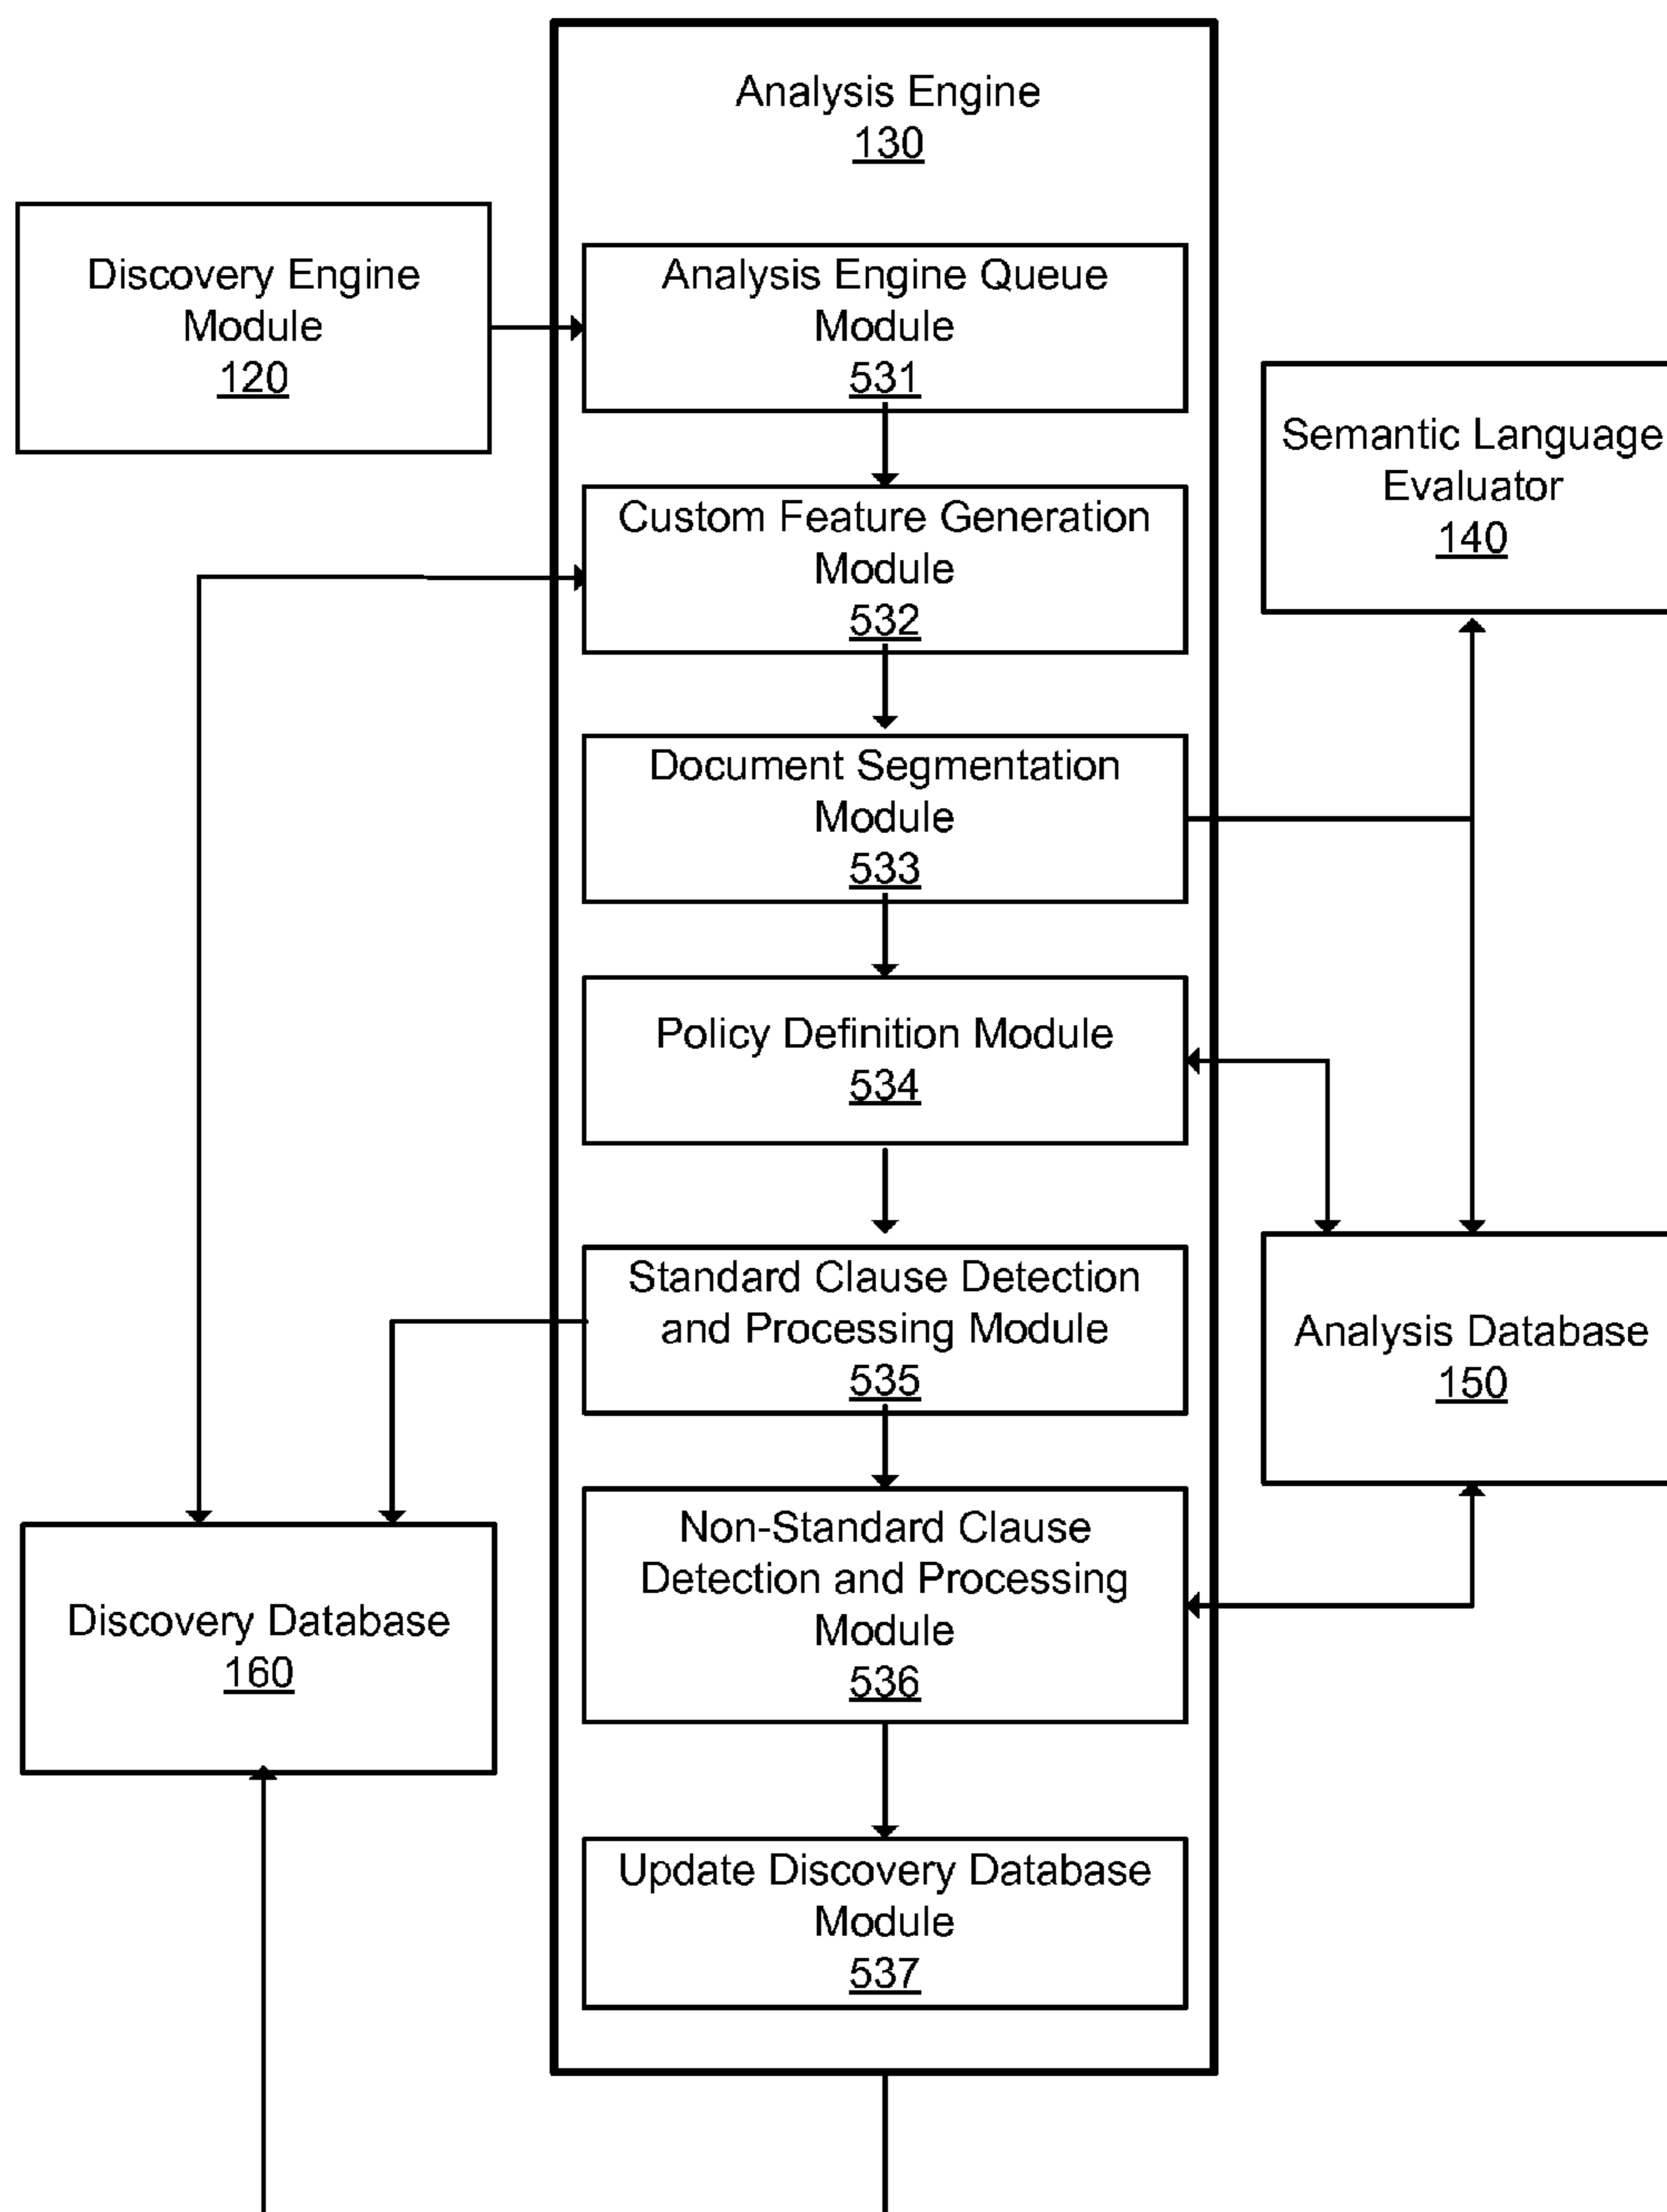 Analysis Engine
130
Discovery Engine
Module
120
Analysis Engine Queue
Module
531
Semantic Language
Evaluator
140
Custom Feature Generation
Module
532
Document Segmentation
Module
533
Policy Definition Module
534
Standard Clause Detection
and Processing Module
535
Analysis Database
150
Non-Standard Clause
Detection and Processing
Module
536
Discovery Database
160
Update Discovery Database
Module
537